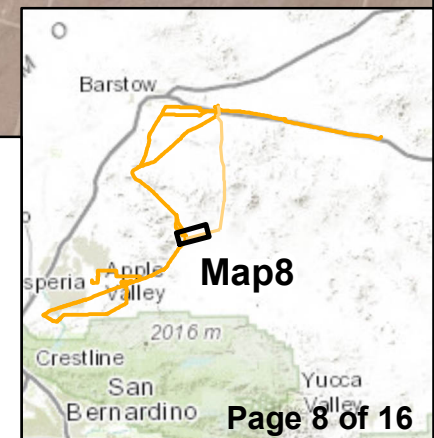 Barstow
Map8
speria
Apple
Valley
2016 m
Crestline
San
Bernardino
Yucca
Valley
Page 8 of 16